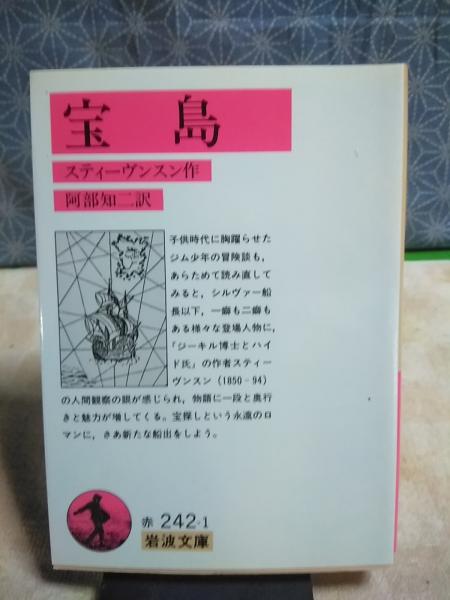 宝島
スティーヴンスン作
阿部知二訳
子供時代に胸躍らせた
ジム少年の冒険談も，
あらためて読み直して
みると，シルヴァー船
長以下，一癖も二癖も
ある様々な登場人物に，
「ジーキル博士とハイ
ド氏」の作者スティー
ヴンスン（1850－94）
の人間観察の眼が感じられ，物語に一段と奥行
きと魅力が増してくる。宝探しという永遠のロ
マンに，さあ新たな船出をしよう。
赤 242-1
岩波文庫